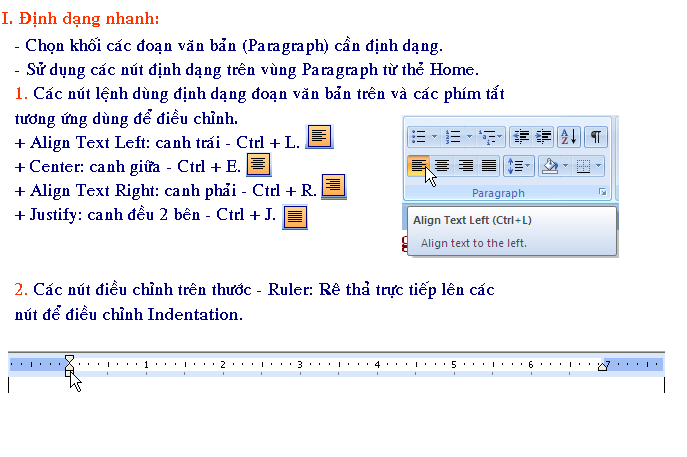 I. Định dạng nhanh:
- Chọn khối các đoạn văn bản (Paragraph) cần định dạng.
- Sử dụng các nút định dạng trên vùng Paragraph từ thẻ Home.
1. Các nút lệnh dùng định dạng đoạn văn bản trên và các phím tắt
tương ứng dùng để điều chỉnh.
+ Align Text Left: canh trái - Ctrl + L.
+ Center: canh giữa - Ctrl + E.
+ Align Text Right: canh phải - Ctrl + R.
+ Justify: canh đều 2 bên - Ctrl + J.
Paragraph
Align Text Left (Ctrl+L)
Align text to the left.
2. Các nút điều chỉnh trên thước - Ruler: Rê thả trực tiếp lên các
nút để điều chỉnh Indentation.
1 2 3 4 5 6 7